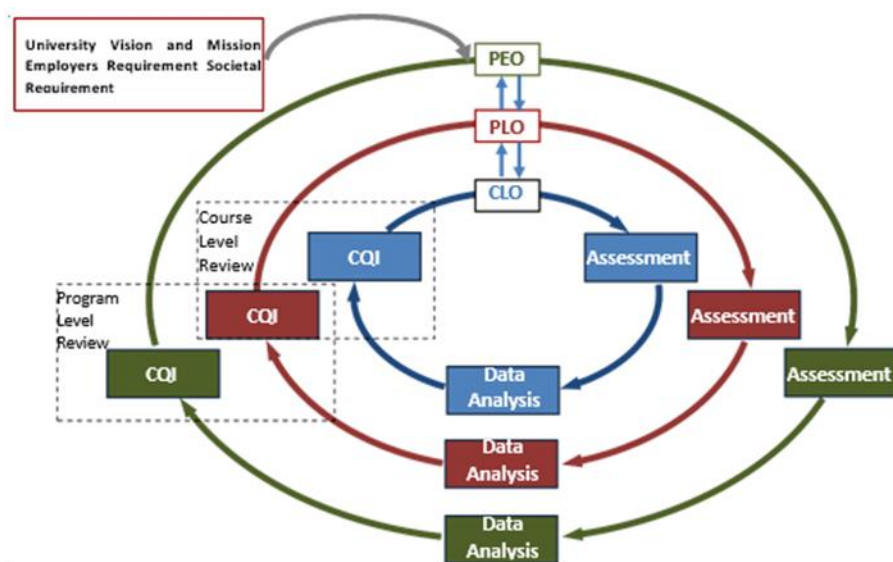 University Vision and Mission
Employers Requirement Societal
Requirement
PEO
PLO
CLO
Course
Level
Review
CQI
Assessment
Program
Level
Review
CQI
Assessment
CQI
Assessment
Data
Analysis
Data
Analysis
Data
Analysis